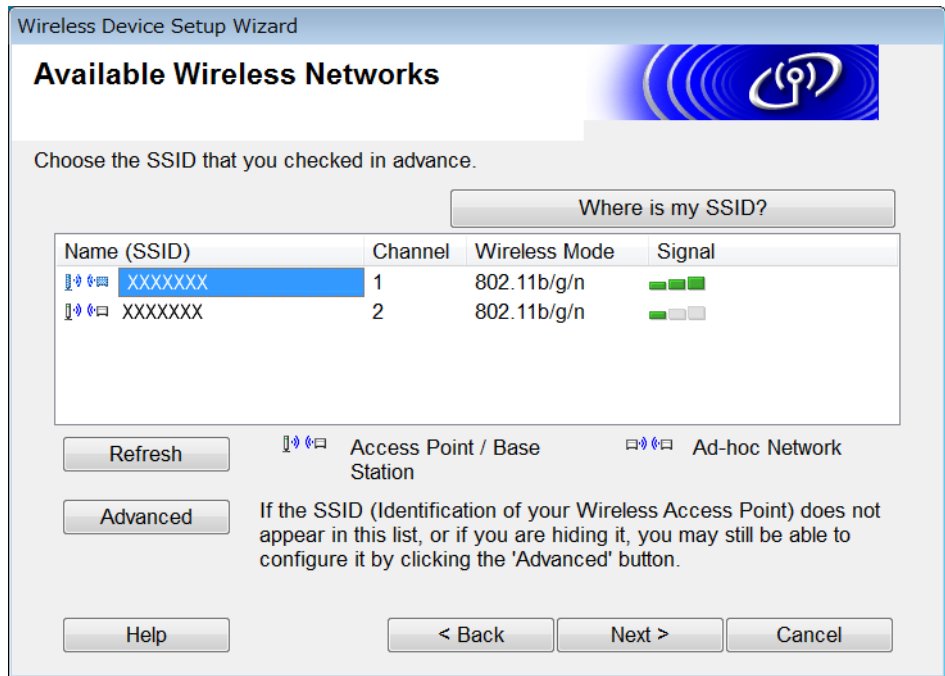 Wireless Device Setup Wizard
Available Wireless Networks
Choose the SSID that you checked in advance.
Where is my SSID?
Name (SSID) Channel Wireless Mode Signal
XXXXXXX 1 802.11b/g/n
XXXXXXX 2 802.11b/g/n
Refresh
Access Point / Base
Station
Ad-hoc Network
Advanced
If the SSID (Identification of your Wireless Access Point) does not
appear in this list, or if you are hiding it, you may still be able to
configure it by clicking the 'Advanced' button.
Help
< Back
Next >
Cancel